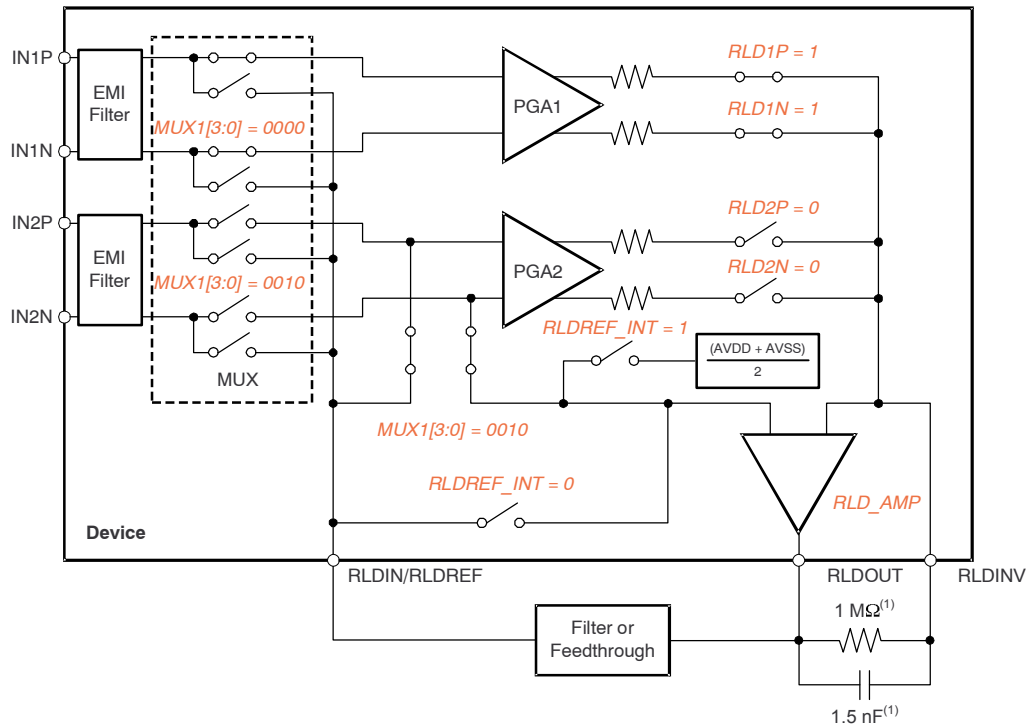 IN1P
RLD1P = 1
EMI
Filter
PGA1
RLD1N = 1
MUX1[3:0] = 0000
IN1N
IN2P
RLD2P = 0
EMI
Filter
PGA2
RLD2N = 0
MUX1[3:0] = 0010
IN2N
RLDREF_INT = 1
(AVDD + AVSS)
2
MUX
MUX1[3:0] = 0010
RLDREF_INT = 0
RLD_AMP
Device
RLDIN/RLDREF
RLDOUT
RLDINV
1 MΩ(1)
Filter or
Feedthrough
1.5 nF(1)